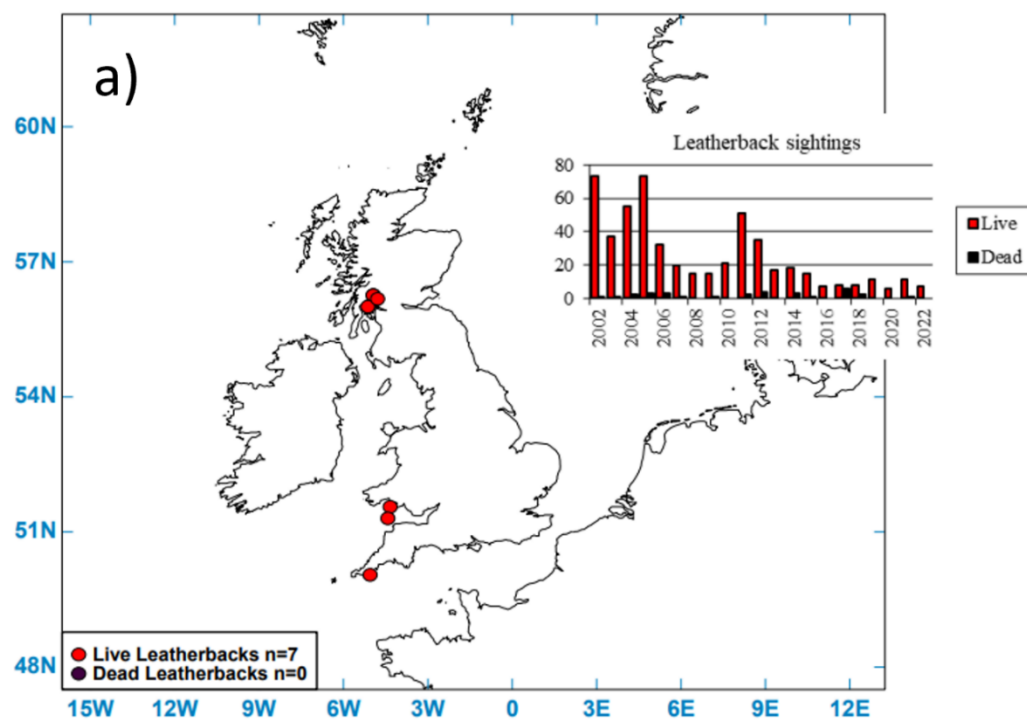 a)
60N
57N
54N
51N
48N
15W 12W 9W 6W 3W 0 3E 6E 9E 12E
Leatherback sightings
80
60
40
20
0
2002 2004 2006 2008 2010 2012 2014 2016 2018 2020 2022
Live
Dead
Live Leatherbacks n=7
Dead Leatherbacks n=0